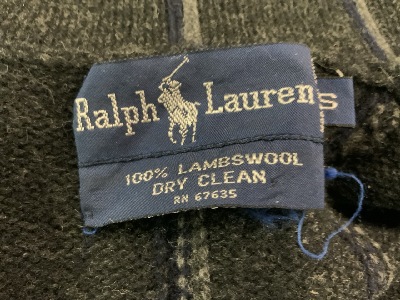 Ralph Lauren S
100% LAMBSWOOL
DRY CLEAN
RN 67635